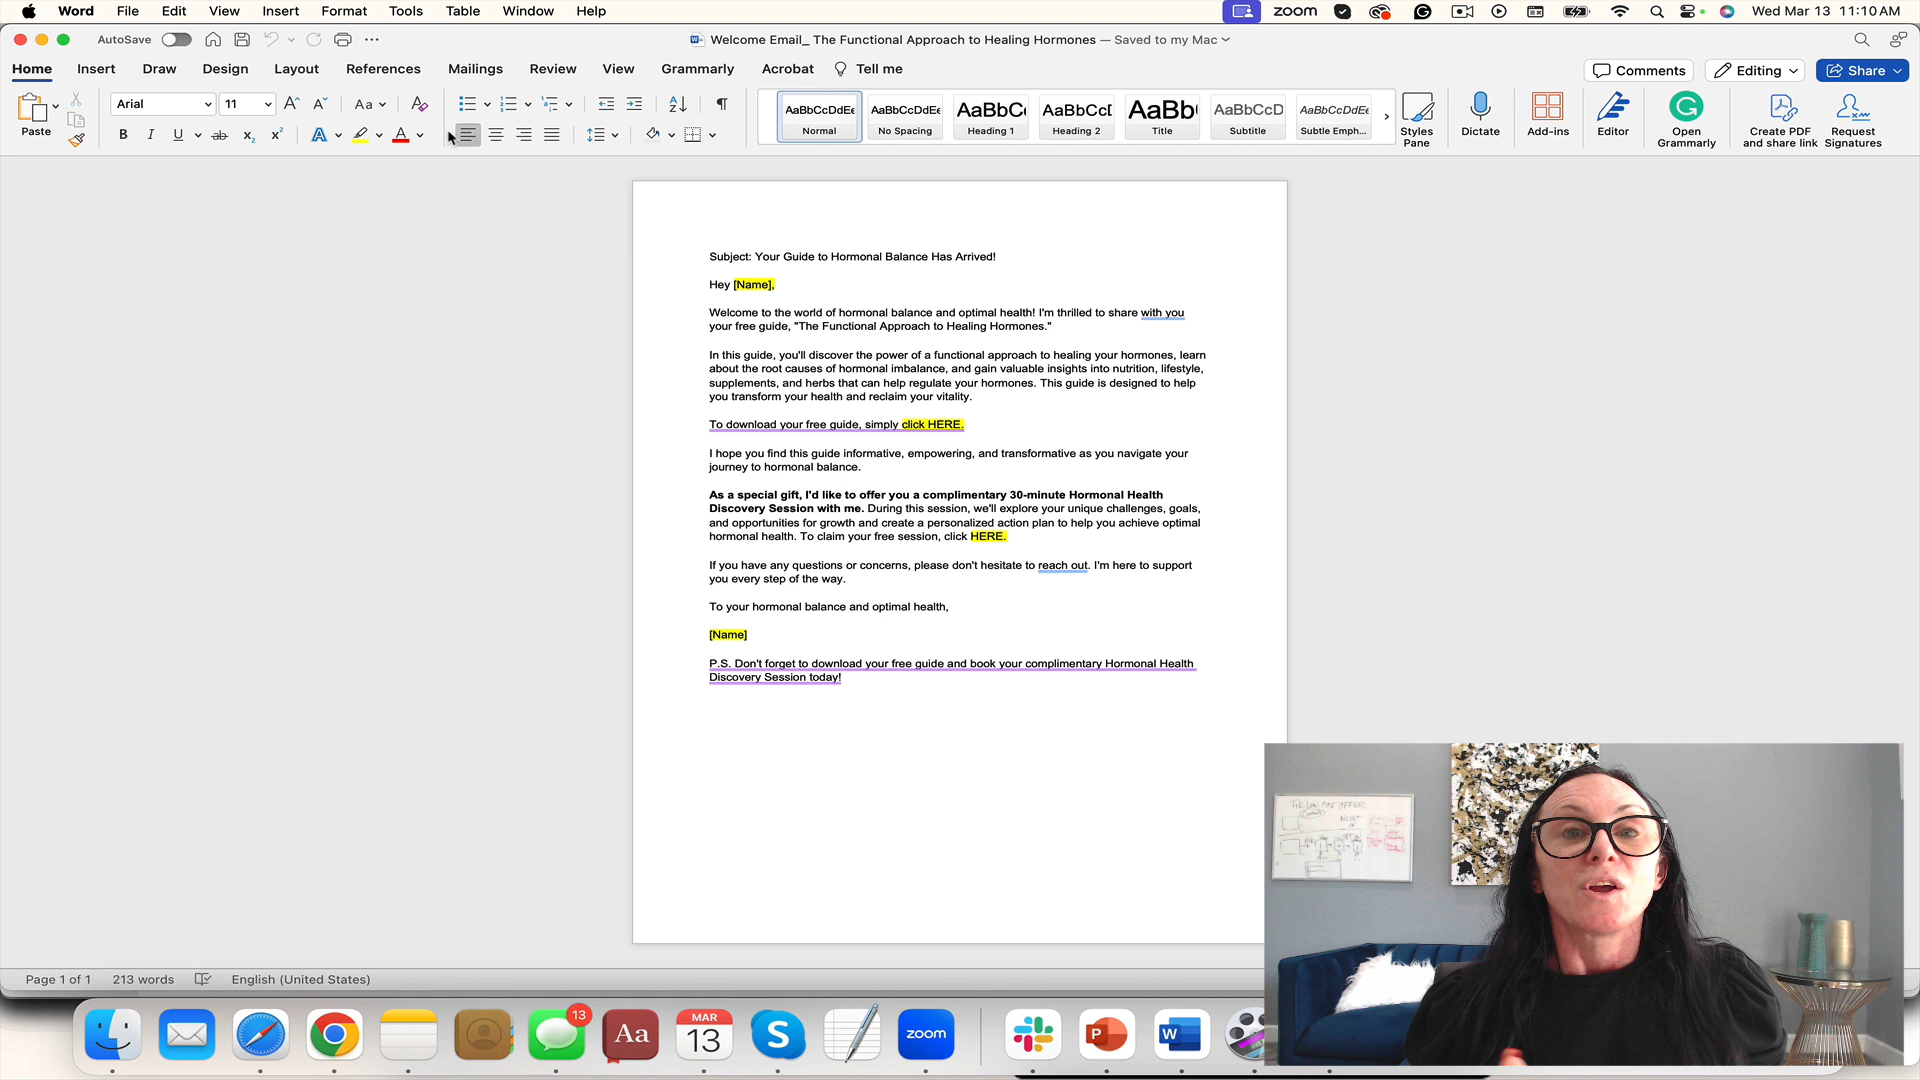 Word File Edit View Insert Format Tools Table Window Help zoom Wed Mar 13 11:10 AM
AutoSave Welcome Email_ The Functional Approach to Healing Hormones — Saved to my Mac
Home Insert Draw Design Layout References Mailings Review View Grammarly Acrobat Tell me Comments Editing Share
Paste Arial 11 Aa
B I U ab x₂ x² A A
AaBbCcDdEe AaBbCcDdEe AaBbCc AaBbCcD AaBb AaBbCcD AaBbCcDdEe
Normal No Spacing Heading 1 Heading 2 Title Subtitle Subtle Emph...
Styles Pane
Dictate
Add-ins
Editor
Open Grammarly
Create PDF and share link
Request Signatures
Subject: Your Guide to Hormonal Balance Has Arrived!
Hey [Name],
Welcome to the world of hormonal balance and optimal health! I'm thrilled to share with you
your free guide, "The Functional Approach to Healing Hormones."
In this guide, you'll discover the power of a functional approach to healing your hormones, learn
about the root causes of hormonal imbalance, and gain valuable insights into nutrition, lifestyle,
supplements, and herbs that can help regulate your hormones. This guide is designed to help
you transform your health and reclaim your vitality.
To download your free guide, simply click HERE.
I hope you find this guide informative, empowering, and transformative as you navigate your
journey to hormonal balance.
As a special gift, I'd like to offer you a complimentary 30-minute Hormonal Health
Discovery Session with me. During this session, we'll explore your unique challenges, goals,
and opportunities for growth and create a personalized action plan to help you achieve optimal
hormonal health. To claim your free session, click HERE.
If you have any questions or concerns, please don't hesitate to reach out. I'm here to support
you every step of the way.
To your hormonal balance and optimal health,
[Name]
P.S. Don't forget to download your free guide and book your complimentary Hormonal Health
Discovery Session today!
Page 1 of 1 213 words English (United States)
13
Aa
MAR
13
S
zoom
P
W